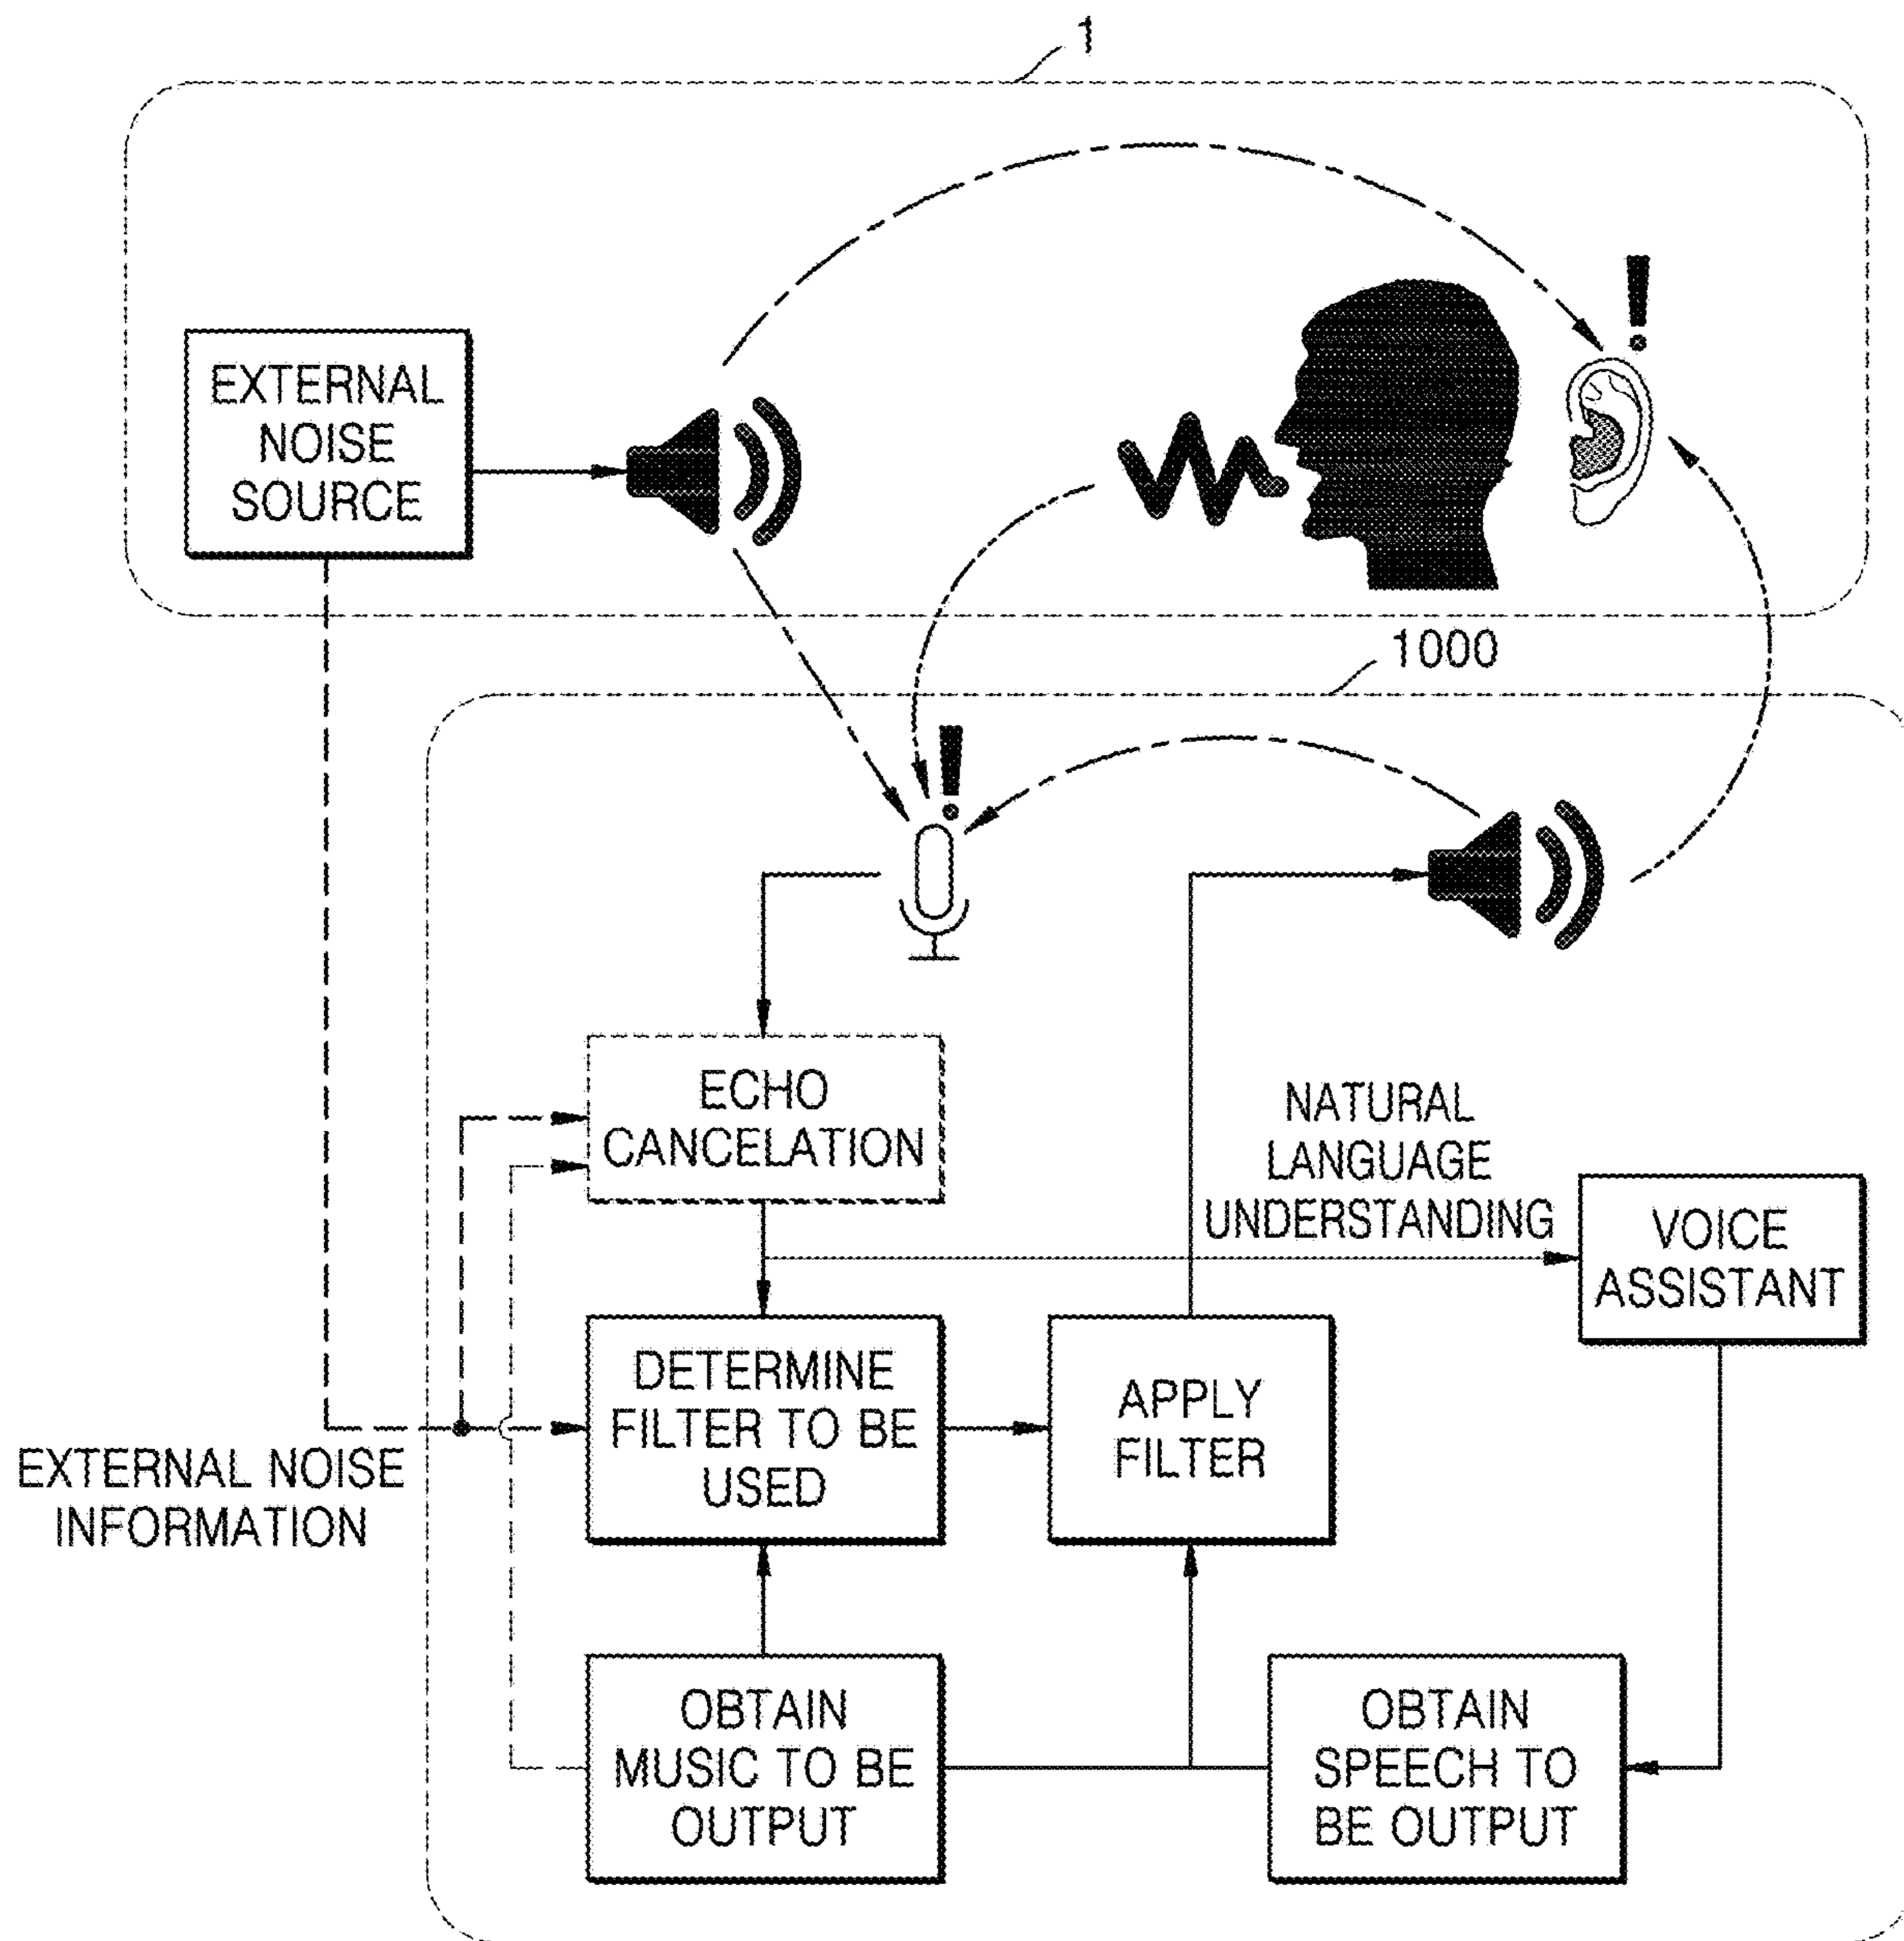 1
EXTERNAL
NOISE
SOURCE
1000
ECHO
CANCELATION
NATURAL
LANGUAGE
UNDERSTANDING
VOICE
ASSISTANT
DETERMINE
FILTER TO BE
USED
APPLY
FILTER
EXTERNAL NOISE
INFORMATION
OBTAIN
MUSIC TO BE
OUTPUT
OBTAIN
SPEECH TO
BE OUTPUT